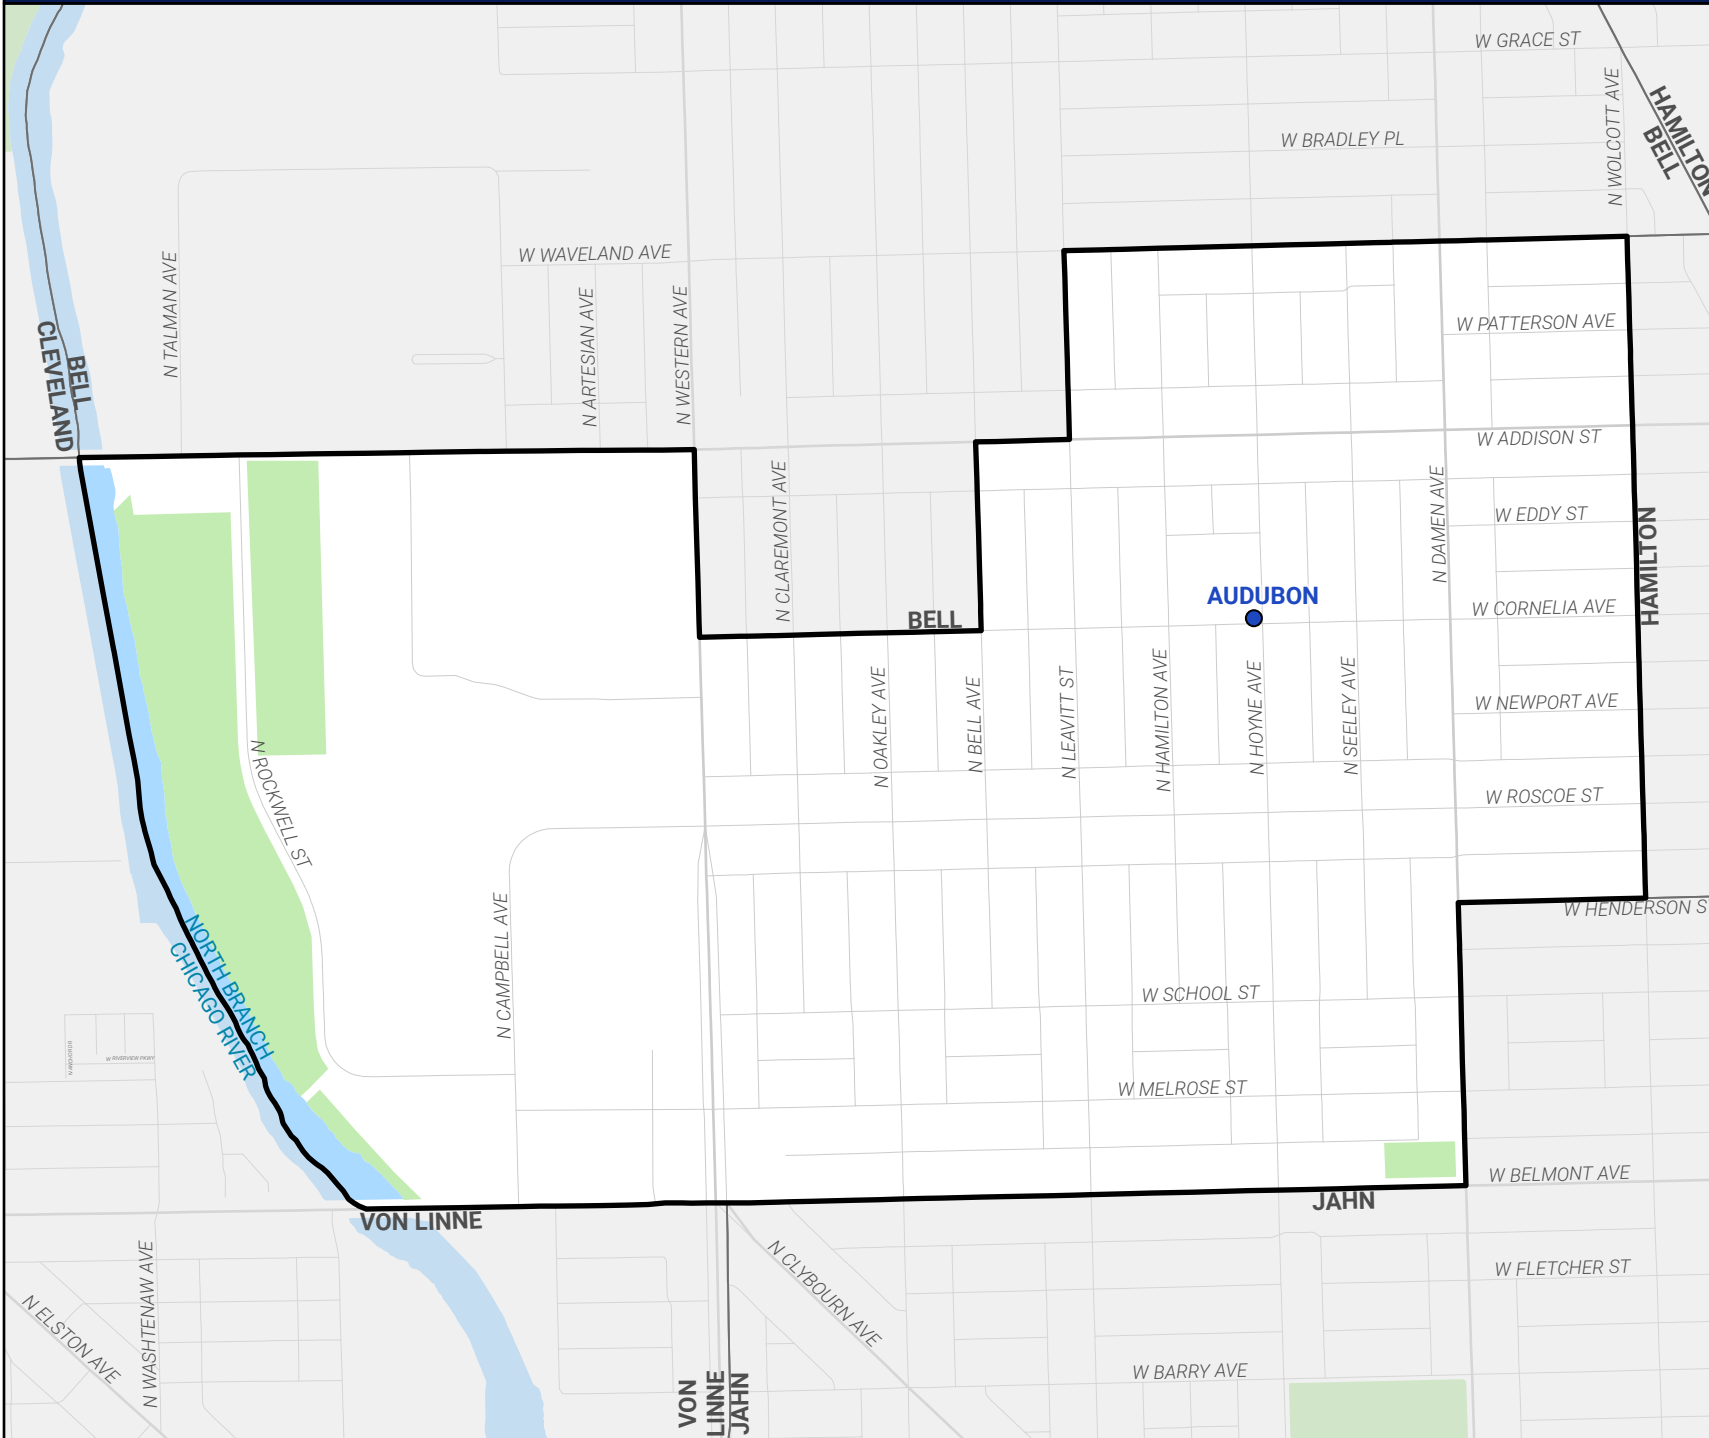 W GRACE ST
N WOLCOTT AVE
HAMILTON
BELL
W BRADLEY PL
W WAVELAND AVE
N TALMAN AVE
N ARTESIAN AVE
N WESTERN AVE
W PATTERSON AVE
BELL
CLEVELAND
W ADDISON ST
N CLAREMONT AVE
N DAMEN AVE
W EDDY ST
HAMILTON
AUDUBON
W CORNELIA AVE
BELL
N OAKLEY AVE
N BELL AVE
N LEAVITT ST
N HAMILTON AVE
N HOYNE AVE
N SEELEY AVE
W NEWPORT AVE
N ROCKWELL ST
W ROSCOE ST
W HENDERSON S
N CAMPBELL AVE
NORTH BRANCH
CHICAGO RIVER
W SCHOOL ST
W RIVERVIEW PKWY
W MELROSE ST
W BELMONT AVE
VON LINNE
JAHN
N WASHTENAW AVE
N ELSTON AVE
N CLYBOURN AVE
W FLETCHER ST
W BARRY AVE
VON
LINNE
JAHN